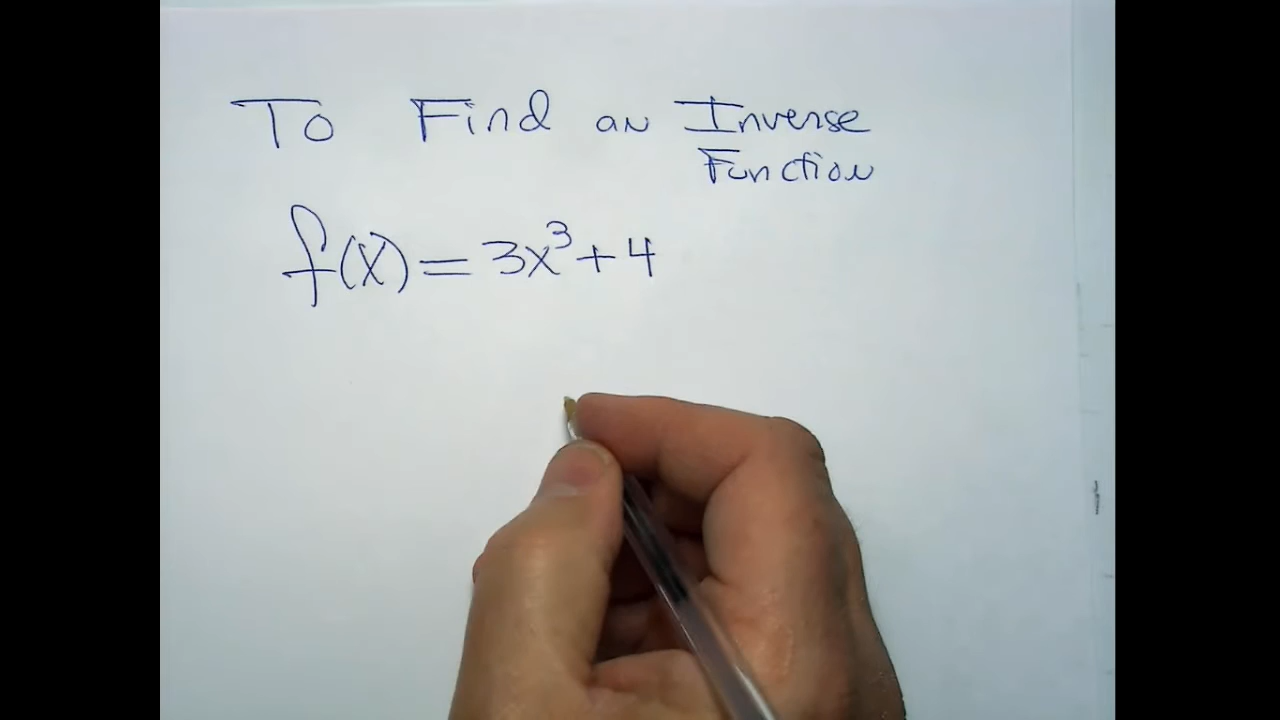 To Find an Inverse
Function
f(x) = 3x³ + 4